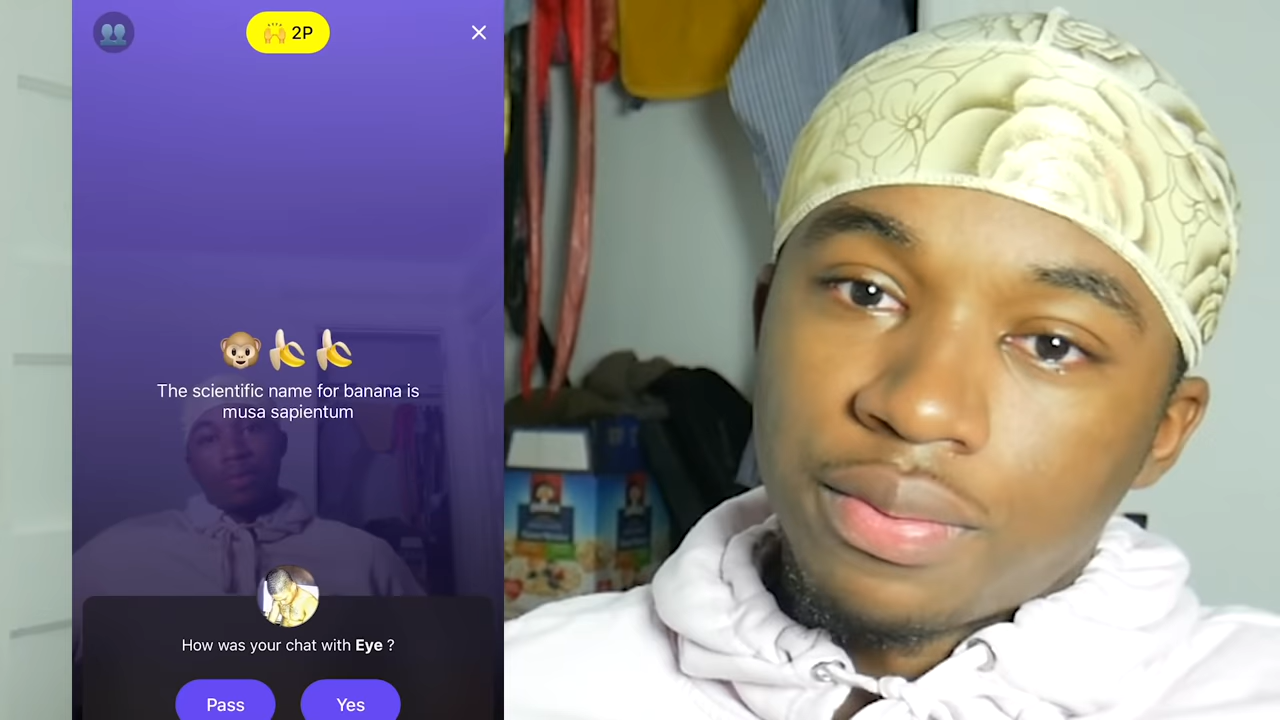 2P
The scientific name for banana is
musa sapientum
How was your chat with Eye ?
Pass
Yes